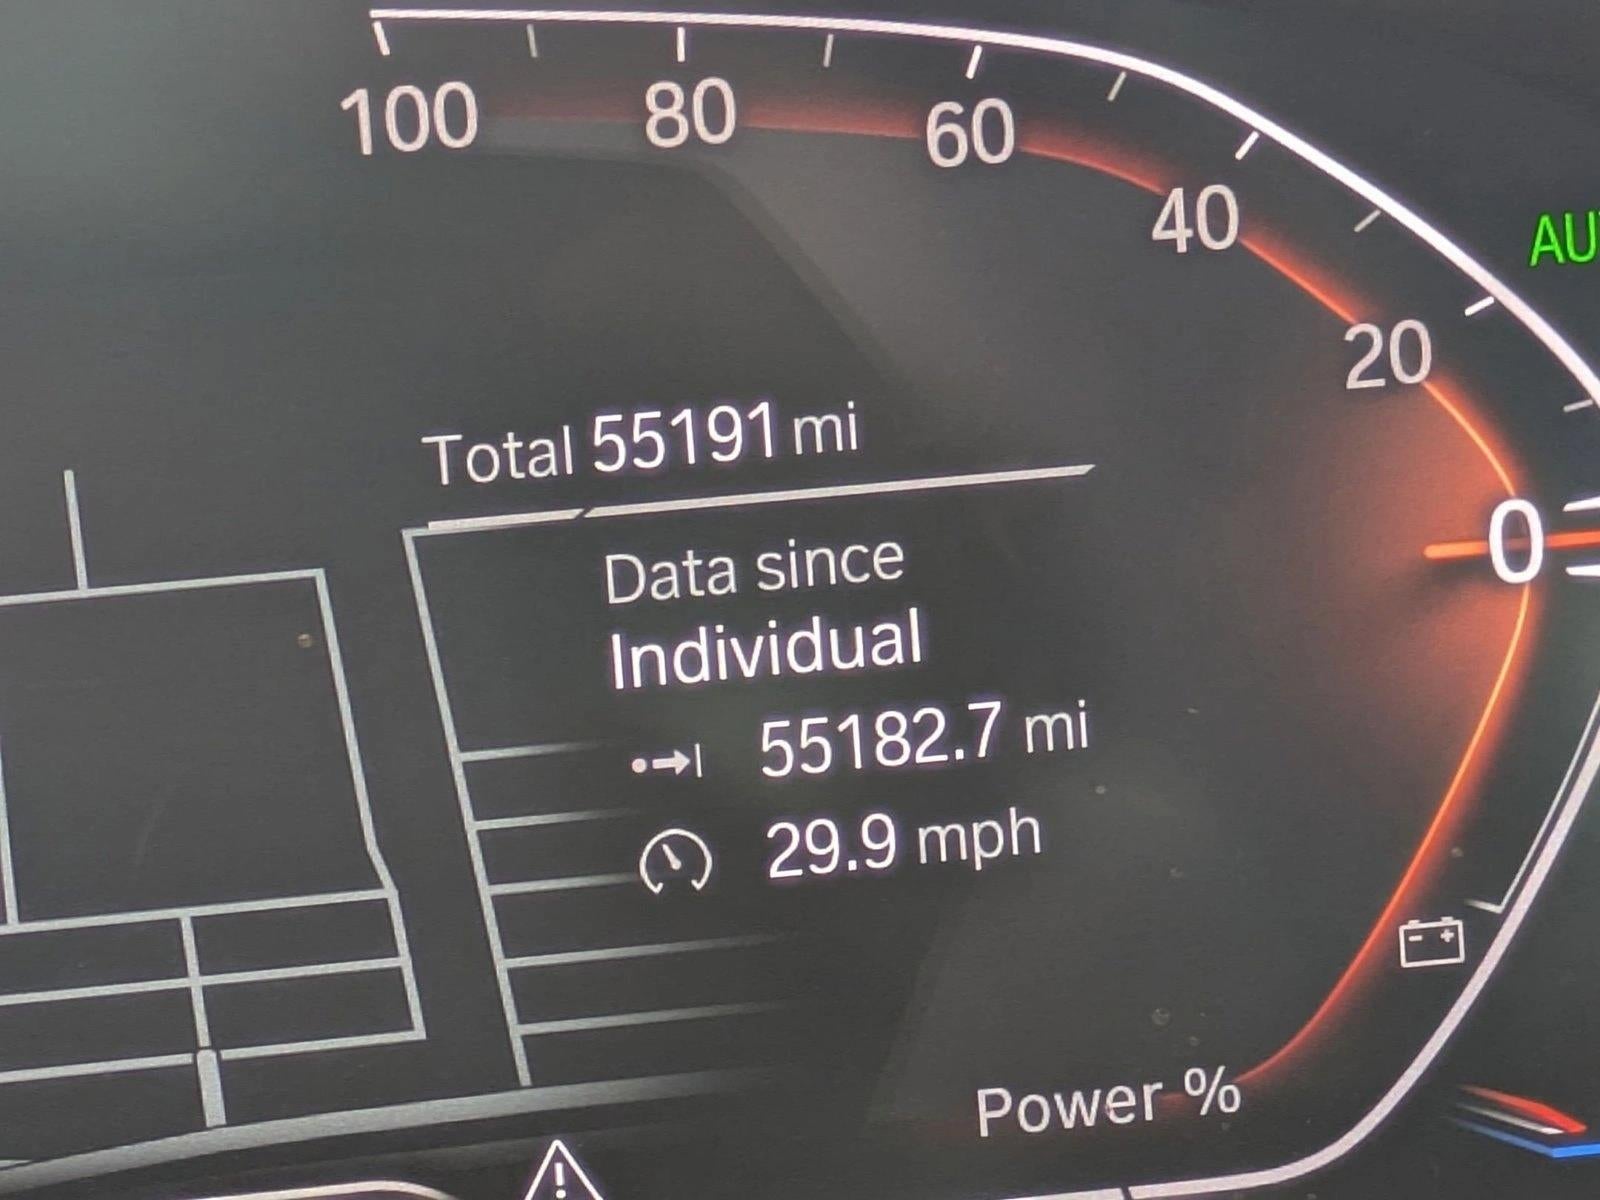 100 80 60
40
AU
20
Total 55191 mi
0
Data since
Individual
55182.7 mi
29.9 mph
Power %